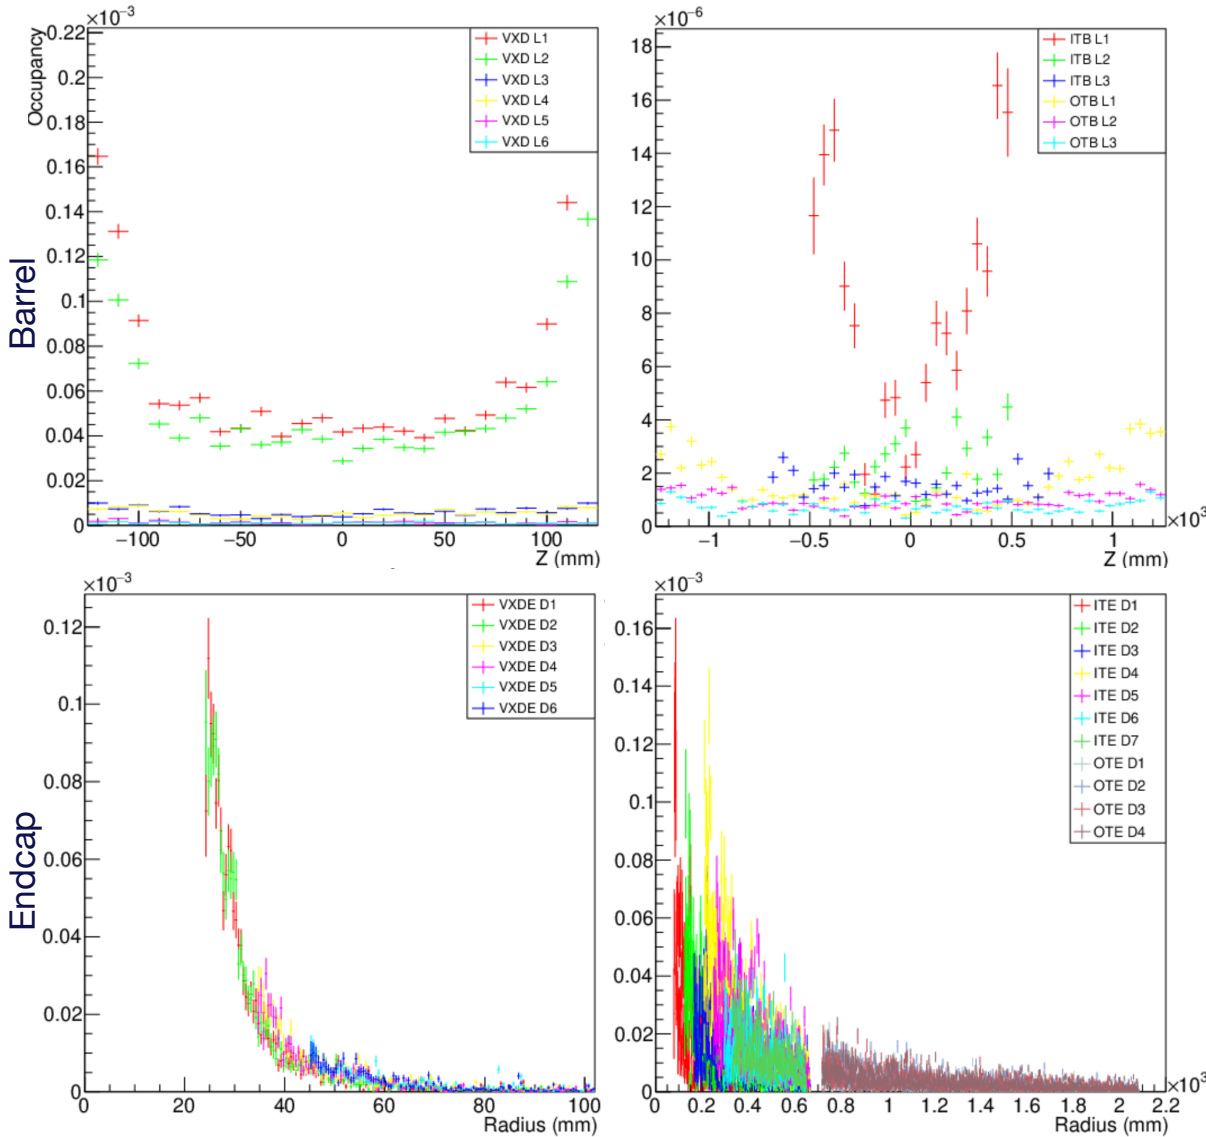 ×10⁻³
Occupancy
0.22
0.2
0.18
0.16
0.14
0.12
0.1
0.08
0.06
0.04
0.02
0
−100
−50
0
50
100
Z (mm)
VXD L1
VXD L2
VXD L3
VXD L4
VXD L5
VXD L6
Barrel
×10⁻⁶
18
16
14
12
10
8
6
4
2
0
−1
−0.5
0
0.5
1
×10³
Z (mm)
ITB L1
ITB L2
ITB L3
OTB L1
OTB L2
OTB L3
×10⁻³
0.12
0.1
0.08
0.06
0.04
0.02
0
0
20
40
60
80
100
Radius (mm)
VXDE D1
VXDE D2
VXDE D3
VXDE D4
VXDE D5
VXDE D6
Endcap
×10⁻³
0.16
0.14
0.12
0.1
0.08
0.06
0.04
0.02
0
0
0.2
0.4
0.6
0.8
1
1.2
1.4
1.6
1.8
2
2.2
×10³
Radius (mm)
ITE D1
ITE D2
ITE D3
ITE D4
ITE D5
ITE D6
ITE D7
OTE D1
OTE D2
OTE D3
OTE D4